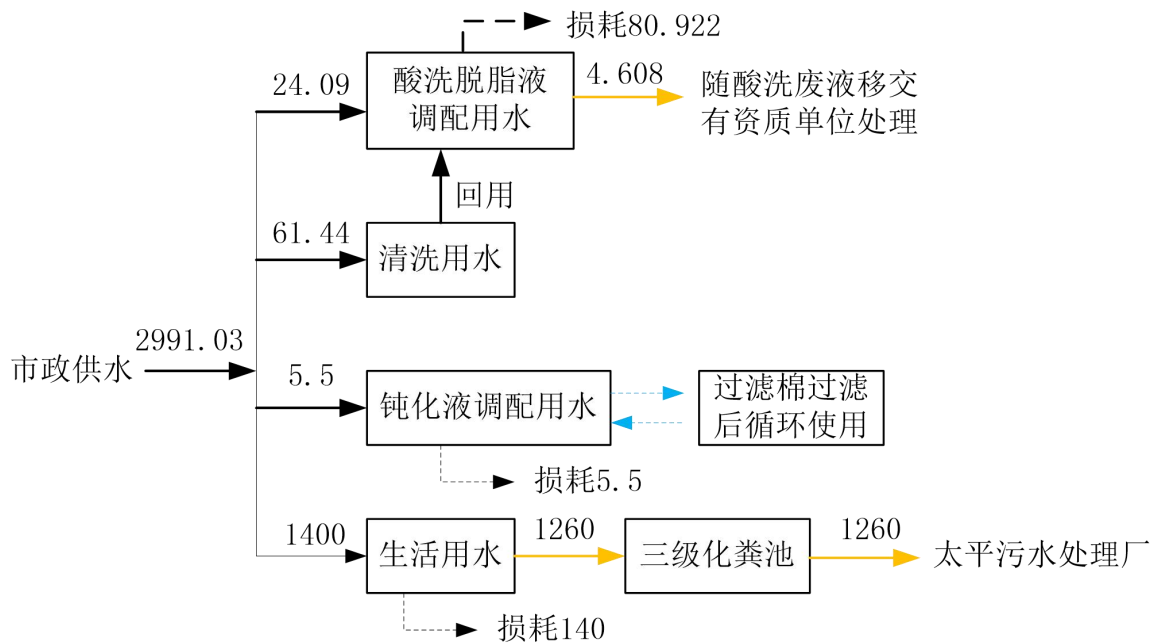 损耗80.922
24.09
酸洗脱脂液
调配用水
4.608
随酸洗废液移交
有资质单位处理
回用
61.44
清洗用水
市政供水
2991.03
5.5
钝化液调配用水
过滤棉过滤
后循环使用
损耗5.5
1400
生活用水
1260
三级化粪池
1260
太平污水处理厂
损耗140